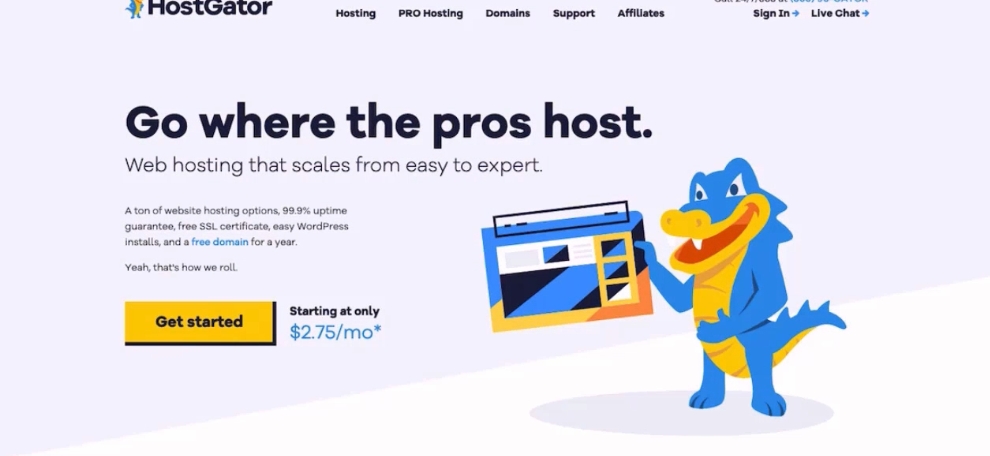 HostGator
Hosting PRO Hosting Domains Support Affiliates
Sign In → Live Chat →
Go where the pros host.
Web hosting that scales from easy to expert.
A ton of website hosting options, 99.9% uptime
guarantee, free SSL certificate, easy WordPress
installs, and a free domain for a year.
Yeah, that's how we roll.
Get started
Starting at only
$2.75/mo*